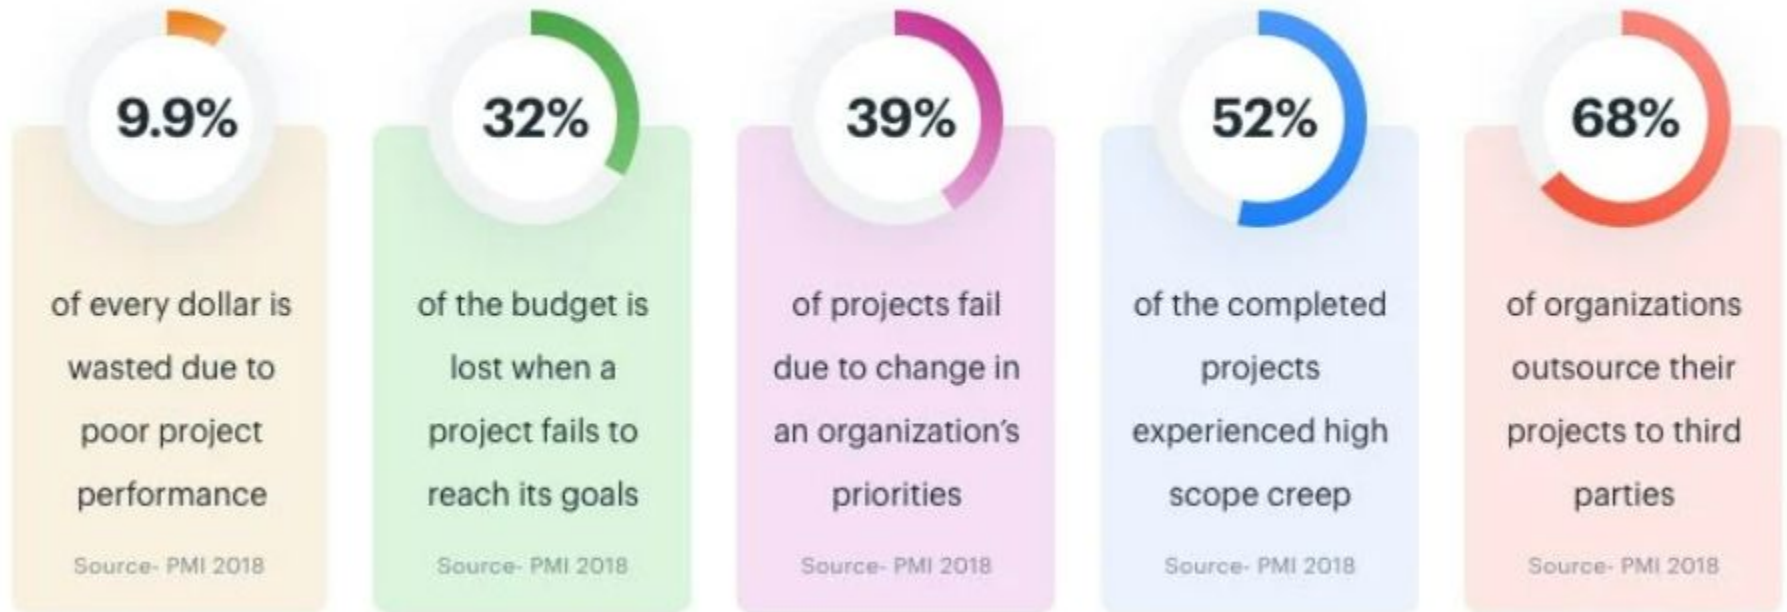 9.9%
of every dollar is
wasted due to
poor project
performance
Source- PMI 2018
32%
of the budget is
lost when a
project fails to
reach its goals
Source- PMI 2018
39%
of projects fail
due to change in
an organization’s
priorities
Source- PMI 2018
52%
of the completed
projects
experienced high
scope creep
Source- PMI 2018
68%
of organizations
outsource their
projects to third
parties
Source- PMI 2018